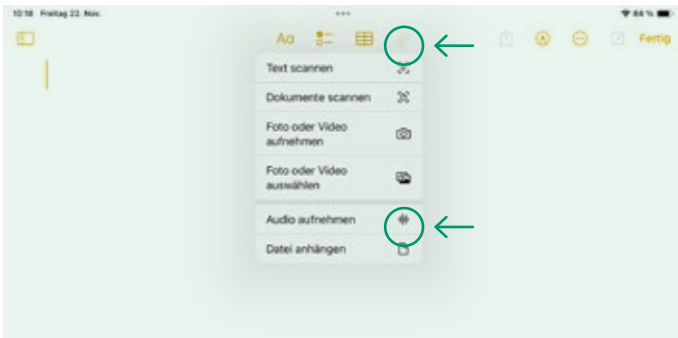 10:18 Freitag 22. Nov.
84 %
Aa
Fertig
Text scannen
Dokumente scannen
Foto oder Video
aufnehmen
Foto oder Video
auswählen
Audio aufnehmen
Datei anhängen